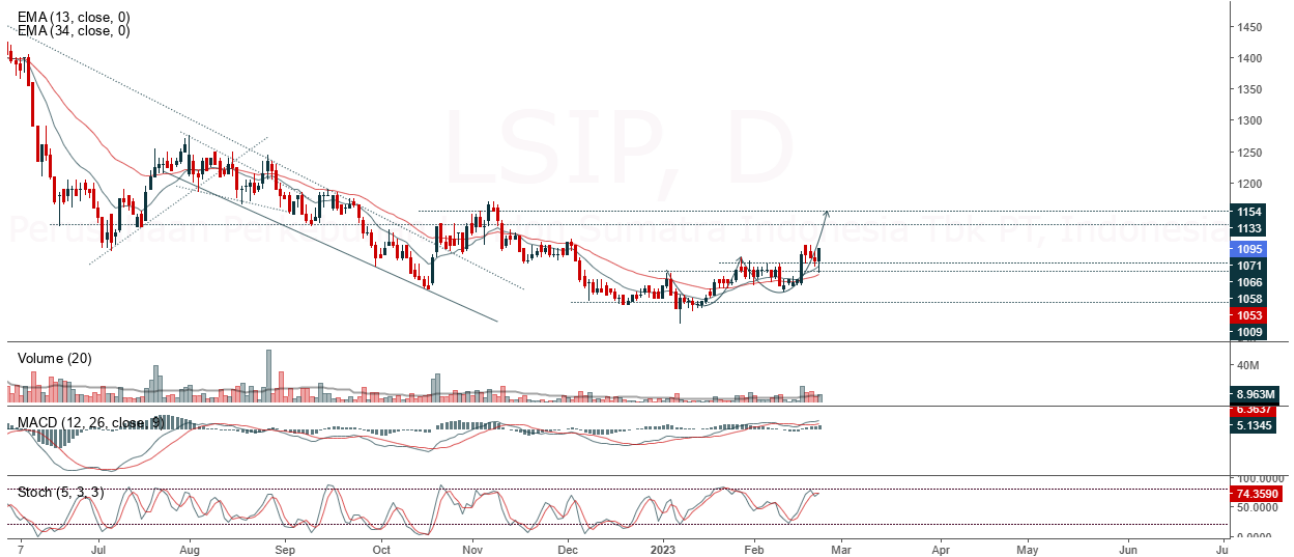 EMA (13, close, 0)
EMA (34, close, 0)
LSIP, D
1450
1400
1350
1300
1250
1200
1154
1133
1095
1071
1066
1058
1053
1009
Volume (20)
40M
8.963M
MACD (12, 26, close, 9)
6.3637
5.1345
Stoch (5, 3, 3)
100.0000
74.3590
50.0000
0.0000
7 Jul Aug Sep Oct Nov Dec 2023 Feb Mar Apr May Jun Ju